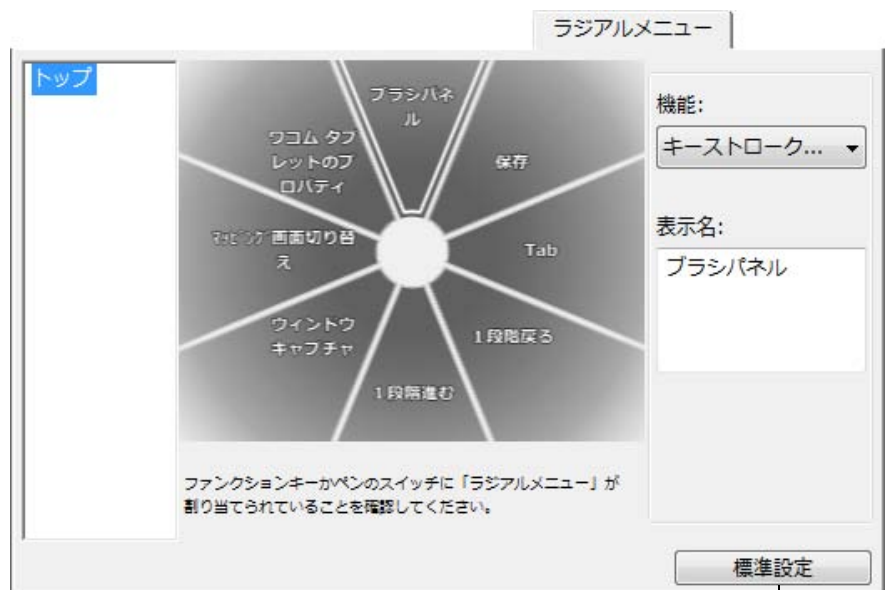 ラジアルメニュー
トップ
ブラシパネ
ル
保存
Tab
1段階戻る
1段階進む
ウィンドウ
キャプチャ
ﾏｯﾋﾟﾝｸﾞ画面切り替
え
ワコム タブ
レットのプ
ロパティ
ファンクションキーかペンのスイッチに「ラジアルメニュー」が
割り当てられていることを確認してください。
機能:
キーストローク...
表示名:
ブラシパネル
標準設定